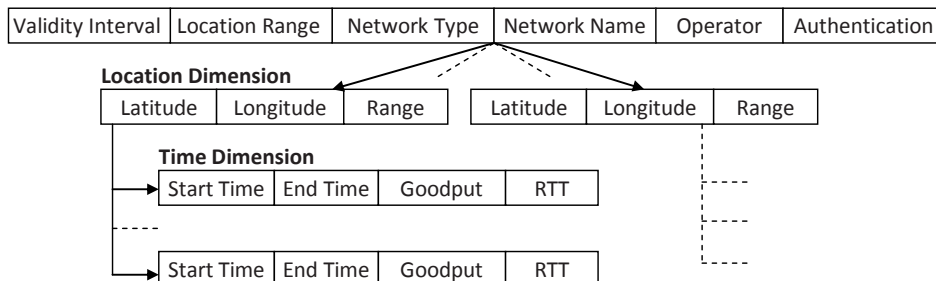 Validity Interval Location Range Network Type Network Name Operator Authentication
Location Dimension
Latitude Longitude Range Latitude Longitude Range
Time Dimension
Start Time End Time Goodput RTT
Start Time End Time Goodput RTT